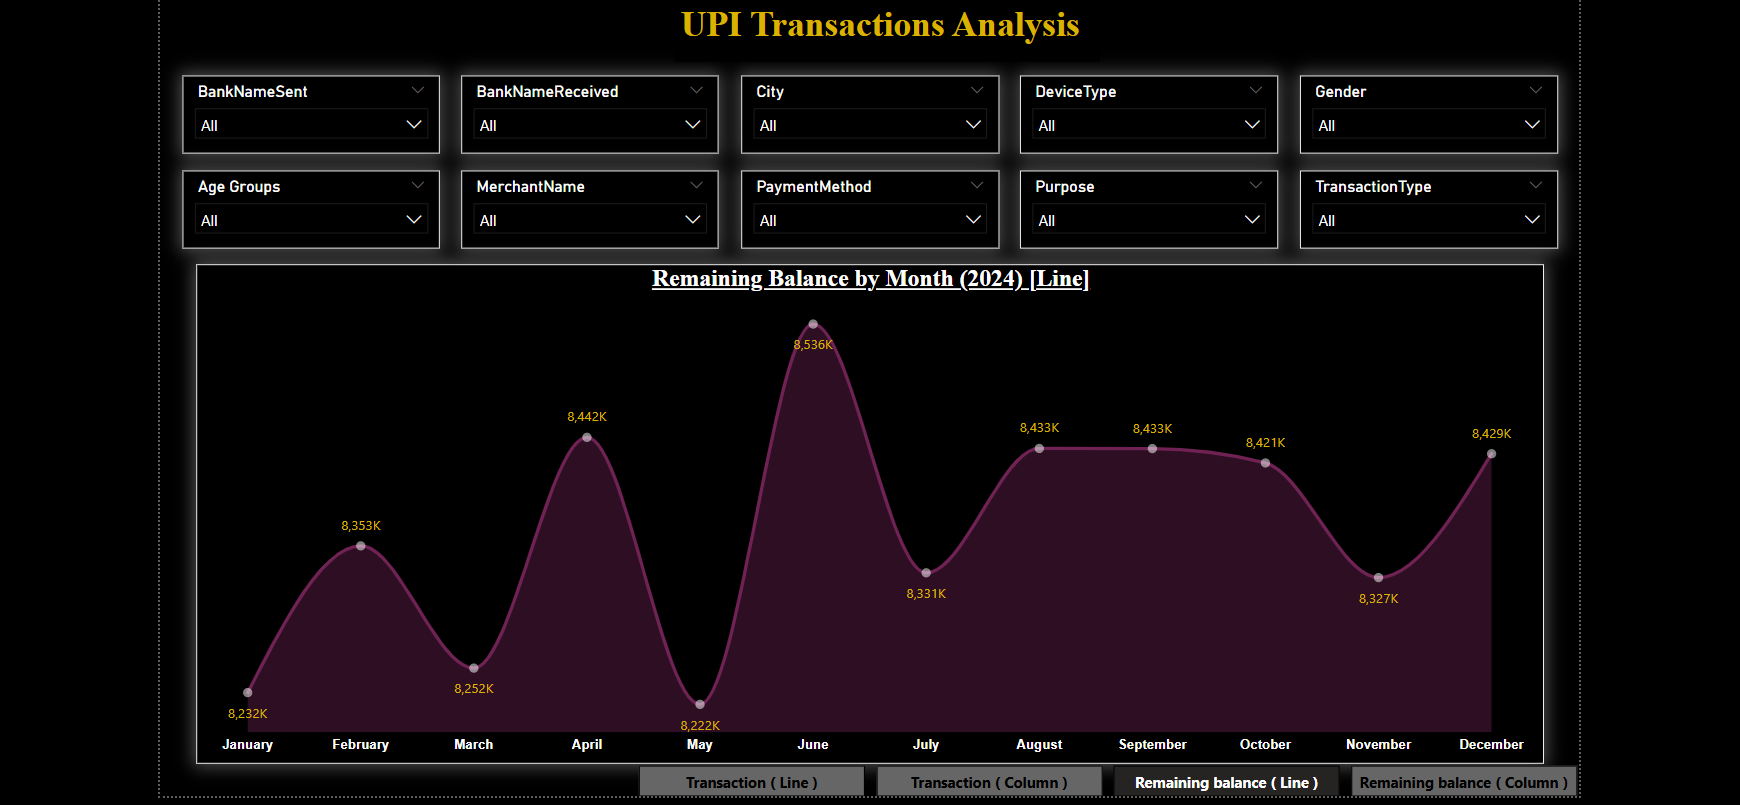 UPI Transactions Analysis
BankNameSent BankNameReceived City DeviceType Gender
All All All All All
Age Groups MerchantName PaymentMethod Purpose TransactionType
All All All All All
Remaining Balance by Month (2024) [Line]
8,232K 8,353K 8,252K 8,442K 8,222K 8,536K 8,331K 8,433K 8,433K 8,421K 8,327K 8,429K
January February March April May June July August September October November December
Transaction ( Line ) Transaction ( Column ) Remaining balance ( Line ) Remaining balance ( Column )